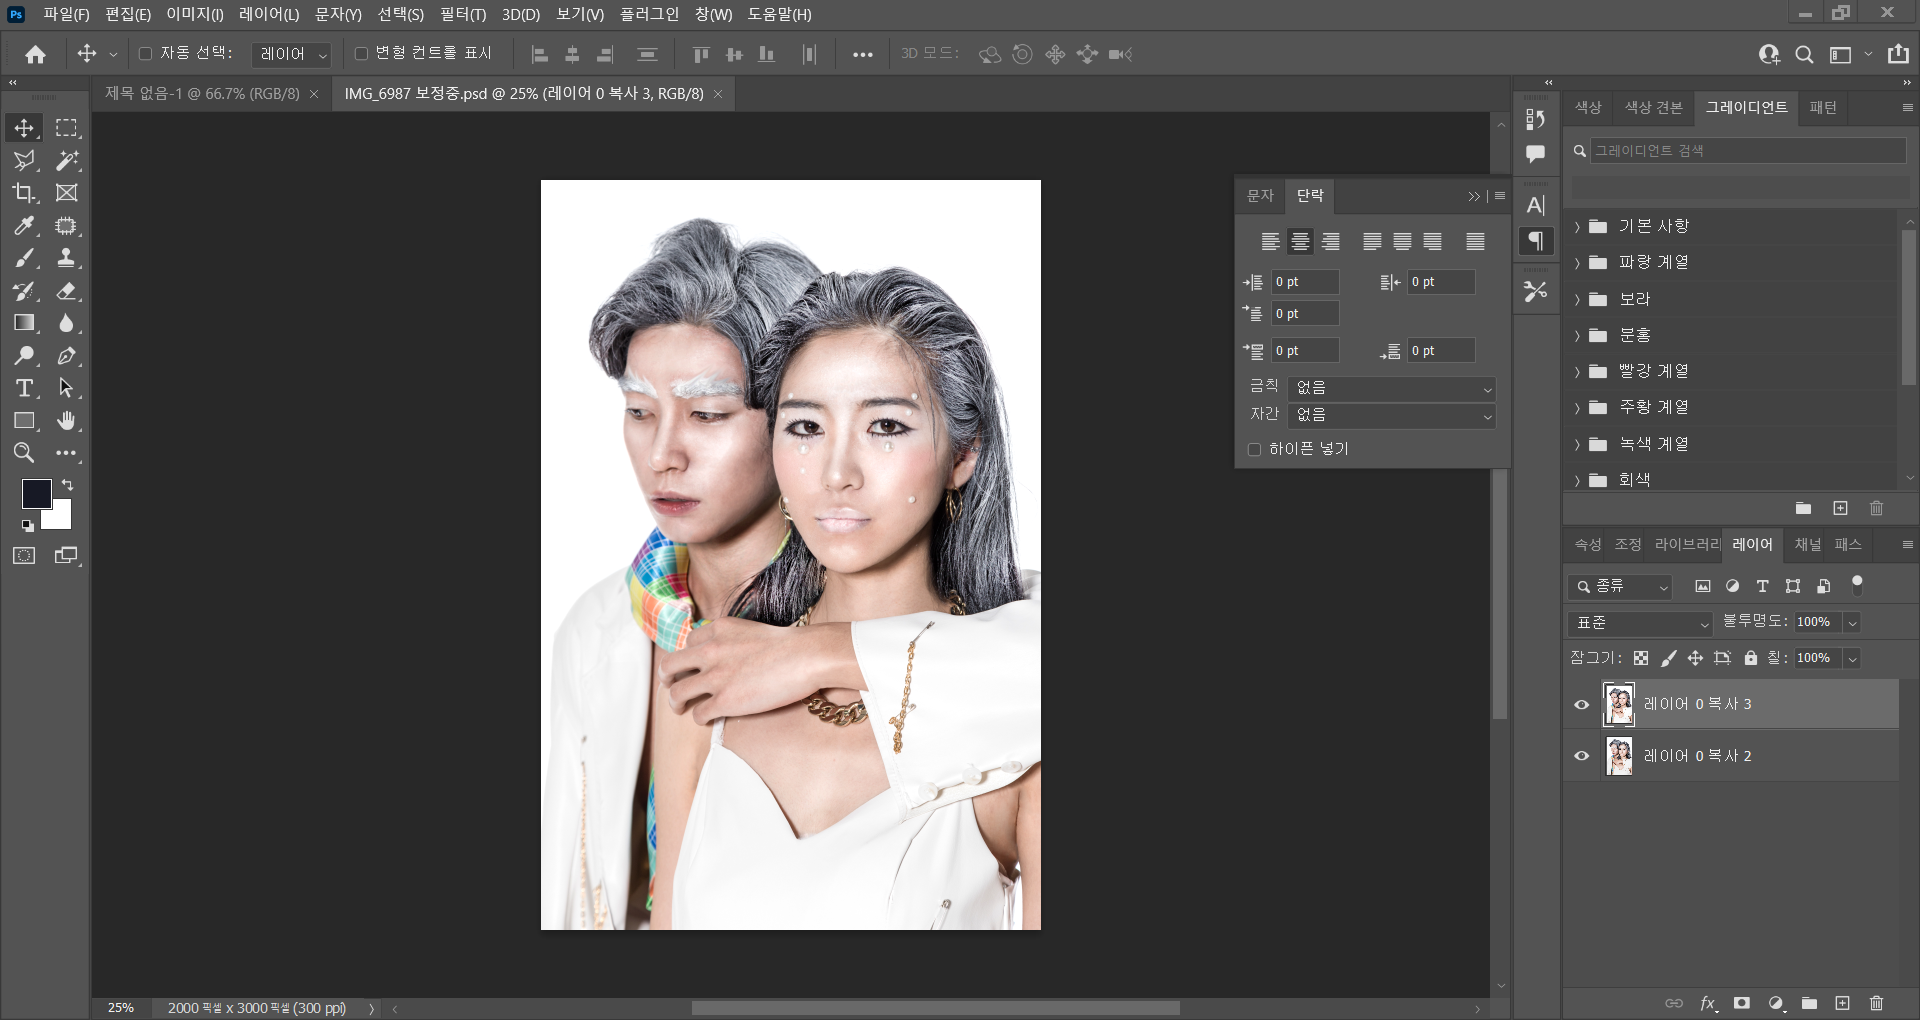 Ps 파일(F) 편집(E) 이미지(I) 레이어(L) 문자(Y) 선택(S) 필터(T) 3D(D) 보기(V) 플러그인 창(W) 도움말(H)
자동 선택: 레이어 변형 컨트롤 표시 3D 모드:
제목 없음-1 @ 66.7% (RGB/8) × IMG_6987 보정중.psd @ 25% (레이어 0 복사 3, RGB/8) ×
색상 색상 견본 그레이디언트 패턴
그레이디언트 검색
기본 사항
파랑 계열
보라
분홍
빨강 계열
주황 계열
녹색 계열
회색
문자 단락
0 pt 0 pt
0 pt
0 pt 0 pt
금칙 없음
자간 없음
하이픈 넣기
속성 조정 라이브러리 레이어 채널 패스
종류
표준 불투명도: 100%
잠그기: 칠: 100%
레이어 0 복사 3
레이어 0 복사 2
25% 2000 픽셀 x 3000 픽셀 (300 ppi)
fx